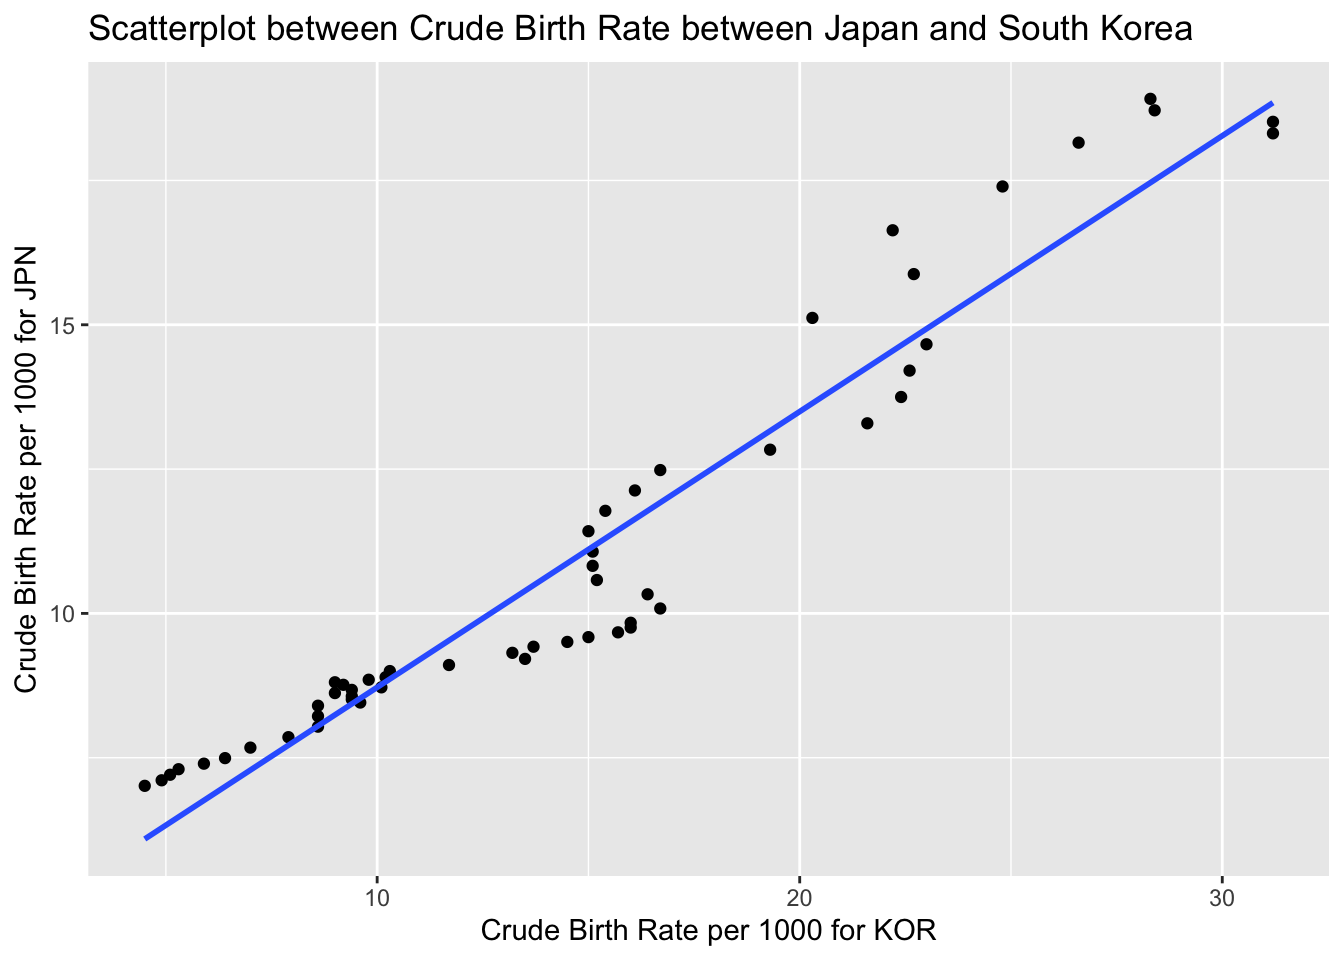 Scatterplot between Crude Birth Rate between Japan and South Korea
Crude Birth Rate per 1000 for JPN
15
10
10
20
30
Crude Birth Rate per 1000 for KOR